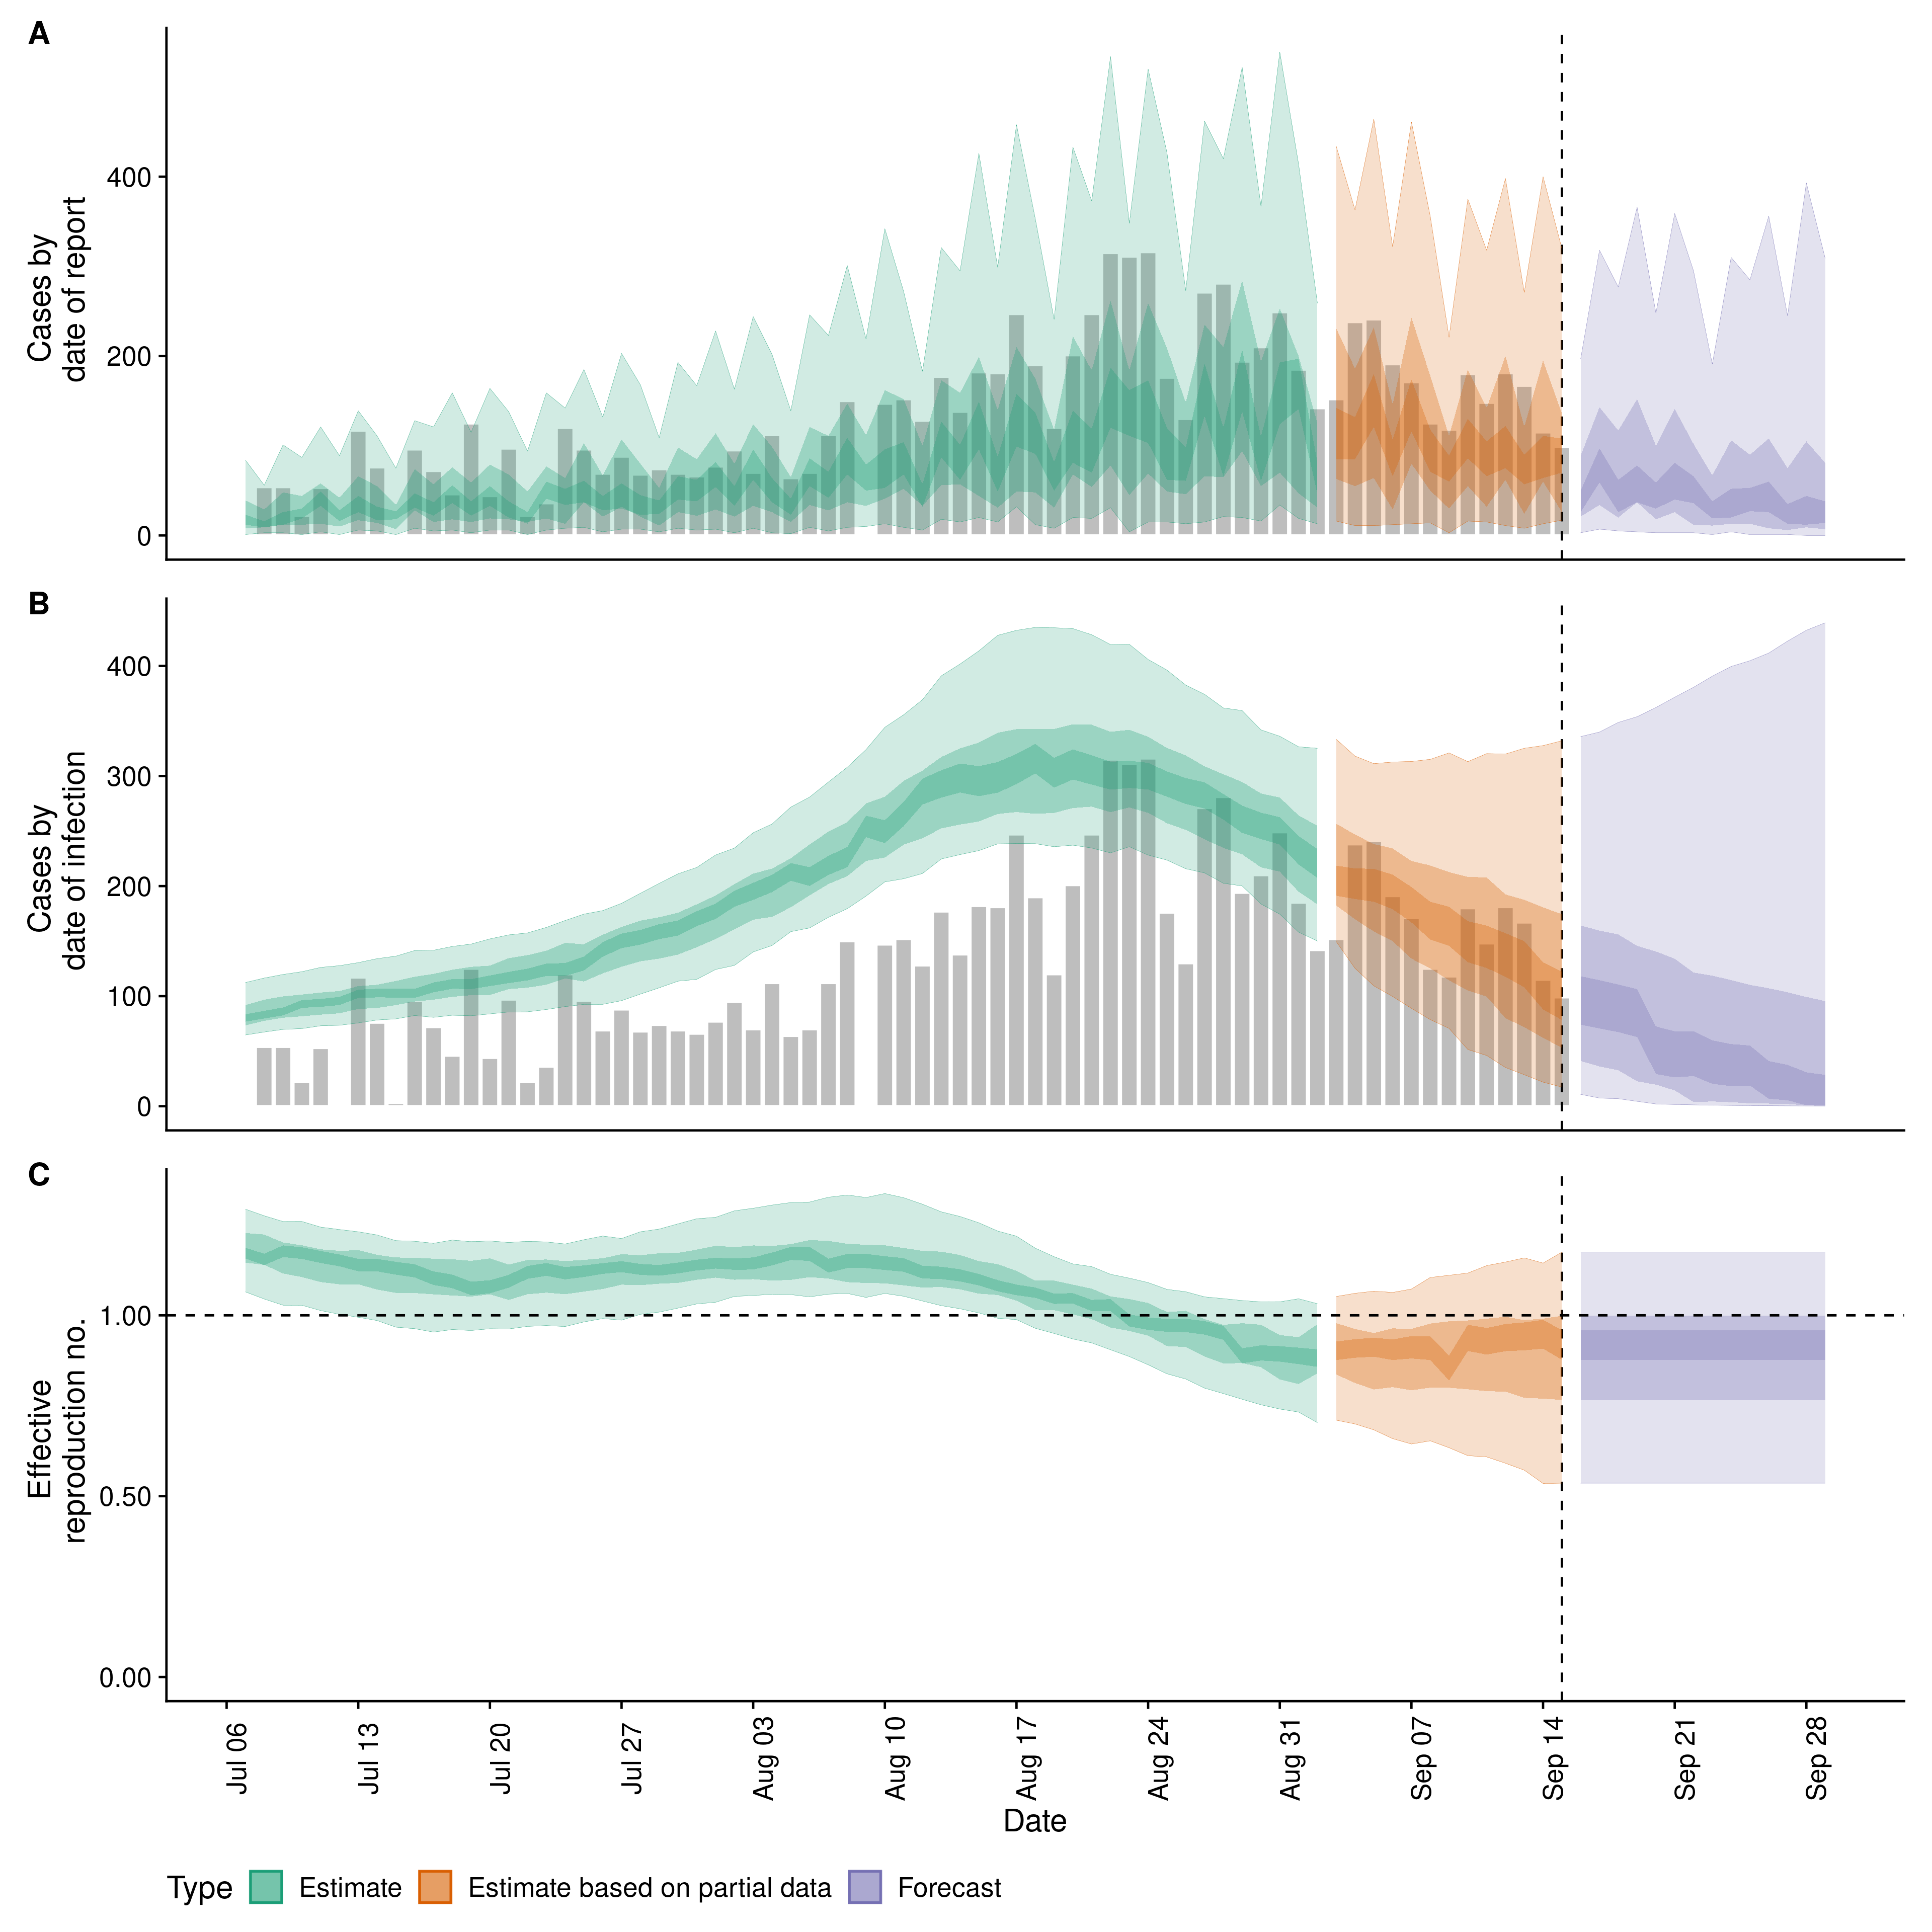 A
Cases by
date of report
400
200
0
B
Cases by
date of infection
400
300
200
100
0
C
Effective
reproduction no.
1.00
0.50
0.00
Jul 06
Jul 13
Jul 20
Jul 27
Aug 03
Aug 10
Aug 17
Aug 24
Aug 31
Sep 07
Sep 14
Sep 21
Sep 28
Date
Type
Estimate
Estimate based on partial data
Forecast